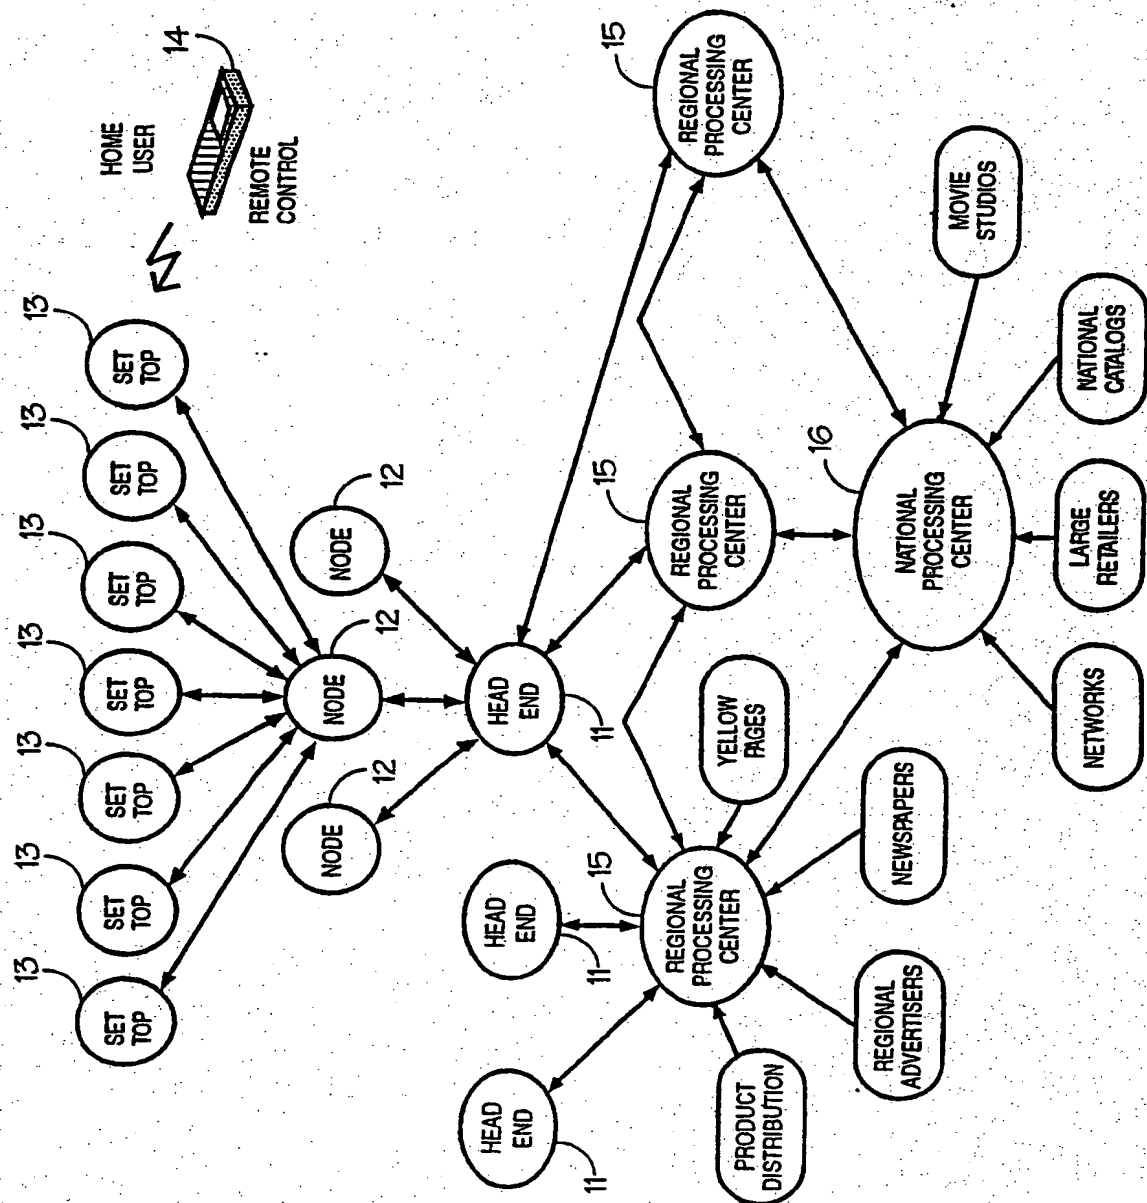 13
SET
TOP
13
SET
TOP
13
SET
TOP
13
SET
TOP
13
SET
TOP
13
SET
TOP
13
SET
TOP
HOME
USER
14
REMOTE
CONTROL
12
NODE
12
NODE
12
NODE
HEAD
END
11
HEAD
END
11
HEAD
END
11
15
REGIONAL
PROCESSING
CENTER
15
REGIONAL
PROCESSING
CENTER
15
REGIONAL
PROCESSING
CENTER
PRODUCT
DISTRIBUTION
REGIONAL
ADVERTISERS
NEWSPAPERS
YELLOW
PAGES
16
NATIONAL
PROCESSING
CENTER
NETWORKS
LARGE
RETAILERS
NATIONAL
CATALOGS
MOVIE
STUDIOS